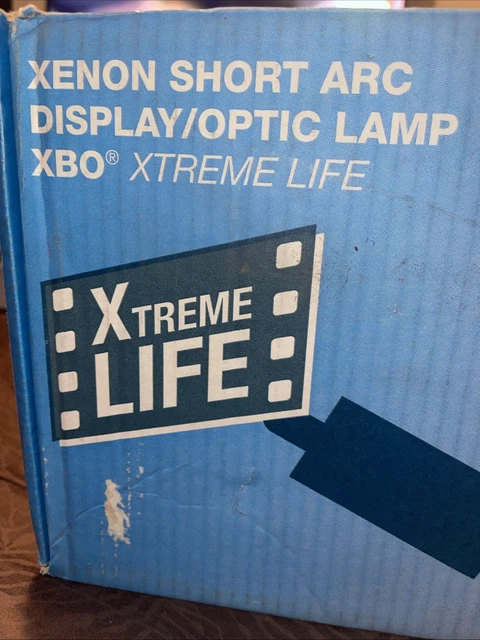 XENON SHORT ARC
DISPLAY/OPTIC LAMP
XBO® XTREME LIFE
XTREME
LIFE